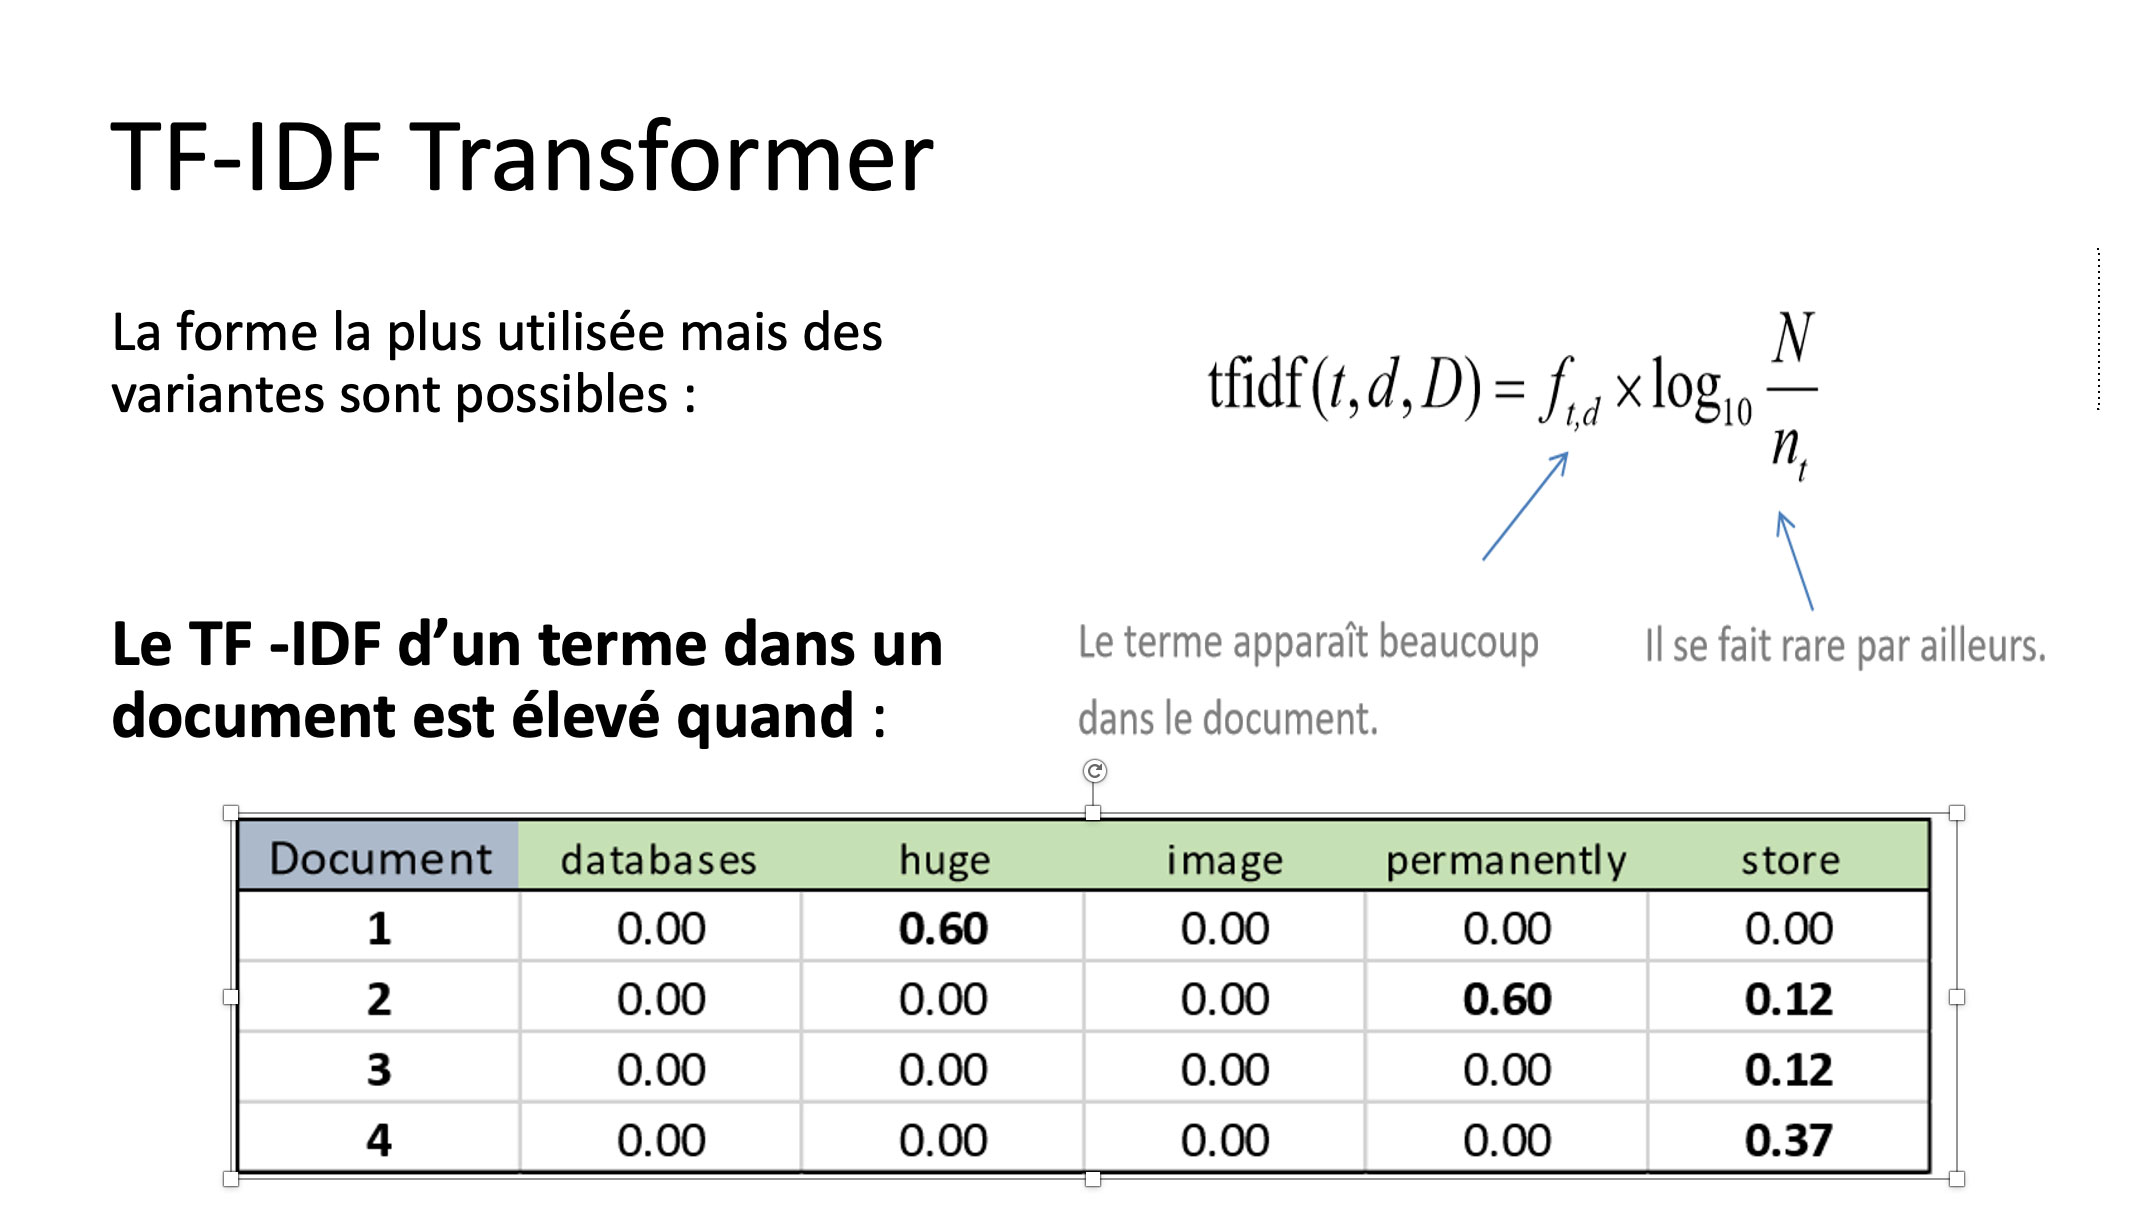 TF-IDF Transformer
La forme la plus utilisée mais des
variantes sont possibles :
tfidf(t,d,D) = f_{t,d} × log_{10} N/n_t
Le TF -IDF d’un terme dans un
document est élevé quand :
Le terme apparaît beaucoup
dans le document.
Il se fait rare par ailleurs.
Document databases huge image permanently store
1 0.00 0.60 0.00 0.00 0.00
2 0.00 0.00 0.00 0.60 0.12
3 0.00 0.00 0.00 0.00 0.12
4 0.00 0.00 0.00 0.00 0.37